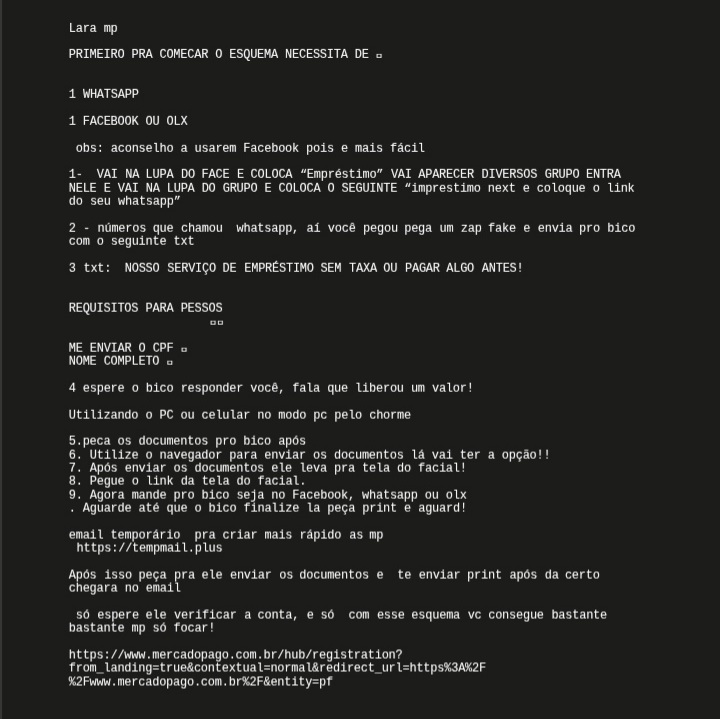 Lara mp
PRIMEIRO PRA COMECAR O ESQUEMA NECESSITA DE
1 WHATSAPP
1 FACEBOOK OU OLX
obs: aconselho a usarem Facebook pois e mais fácil
1- VAI NA LUPA DO FACE E COLOCA “Empréstimo” VAI APARECER DIVERSOS GRUPO ENTRA
NELE E VAI NA LUPA DO GRUPO E COLOCA O SEGUINTE “imprestimo next e coloque o link
do seu whatsapp”
2 - números que chamou whatsapp, aí você pegou pega um zap fake e envia pro bico
com o seguinte txt
3 txt: NOSSO SERVIÇO DE EMPRÉSTIMO SEM TAXA OU PAGAR ALGO ANTES!
REQUISITOS PARA PESSOS
ME ENVIAR O CPF
NOME COMPLETO
4 espere o bico responder você, fala que liberou um valor!
Utilizando o PC ou celular no modo pc pelo chorme
5.peca os documentos pro bico após
6. Utilize o navegador para enviar os documentos lá vai ter a opção!!
7. Após enviar os documentos ele leva pra tela do facial!
8. Pegue o link da tela do facial.
9. Agora mande pro bico seja no Facebook, whatsapp ou olx
. Aguarde até que o bico finalize la peça print e aguard!
email temporário pra criar mais rápido as mp
https://tempmail.plus
Após isso peça pra ele enviar os documentos e te enviar print após da certo
chegara no email
só espere ele verificar a conta, e só com esse esquema vc consegue bastante
bastante mp só focar!
https://www.mercadopago.com.br/hub/registration?
from_landing=true&contextual=normal&redirect_url=https%3A%2F
%2Fwww.mercadopago.com.br%2F&entity=pf